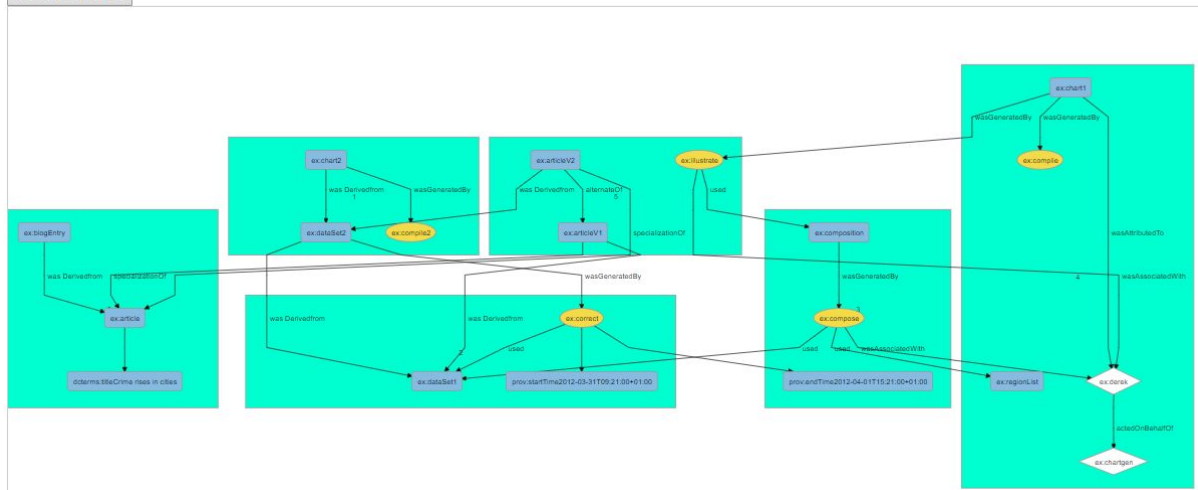 ex:chart1
wasGeneratedBy
wasGeneratedBy
ex:chart2
ex:articleV2
ex:illustrate
ex:compile
was Derivedfrom
1
wasGeneratedBy
was Derivedfrom
alternateOf
5
used
ex:blogEntry
ex:dataSet2
ex:compile2
ex:articleV1
specializationOf
ex:composition
wasAttributedTo
was Derivedfrom
specializationOf
wasGeneratedBy
wasGeneratedBy
4
wasAssociatedWith
ex:article
was Derivedfrom
was Derivedfrom
ex:correct
3
ex:compose
2
used
used
used
wasAssociatedWith
dcterms:titleCrime rises in cities
ex:dataSet1
prov:startTime2012-03-31T09:21:00+01:00
prov:endTime2012-04-01T15:21:00+01:00
ex:regionList
ex:derek
actedOnBehalfOf
ex:chartgen